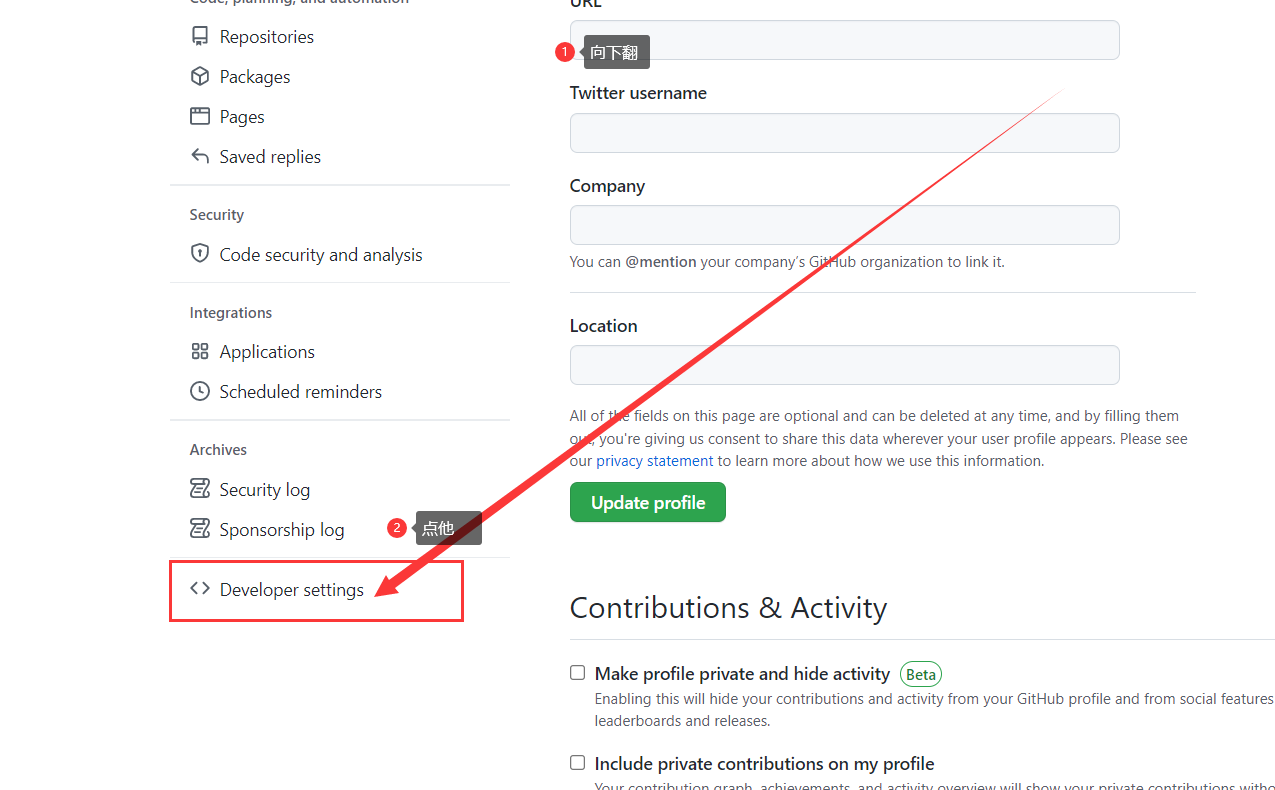 Code, planning, and automation
Repositories
Packages
Pages
Saved replies
Security
Code security and analysis
Integrations
Applications
Scheduled reminders
Archives
Security log
Sponsorship log
2 点他
Developer settings
URL
1 向下翻
Twitter username
Company
You can @mention your company's GitHub organization to link it.
Location
All of the fields on this page are optional and can be deleted at any time, and by filling them
out, you're giving us consent to share this data wherever your user profile appears. Please see
our privacy statement to learn more about how we use this information.
Update profile
Contributions & Activity
Make profile private and hide activity Beta
Enabling this will hide your contributions and activity from your GitHub profile and from social features
leaderboards and releases.
Include private contributions on my profile
Your contribution graph, achievements, and activity overview will show your private contributions witho